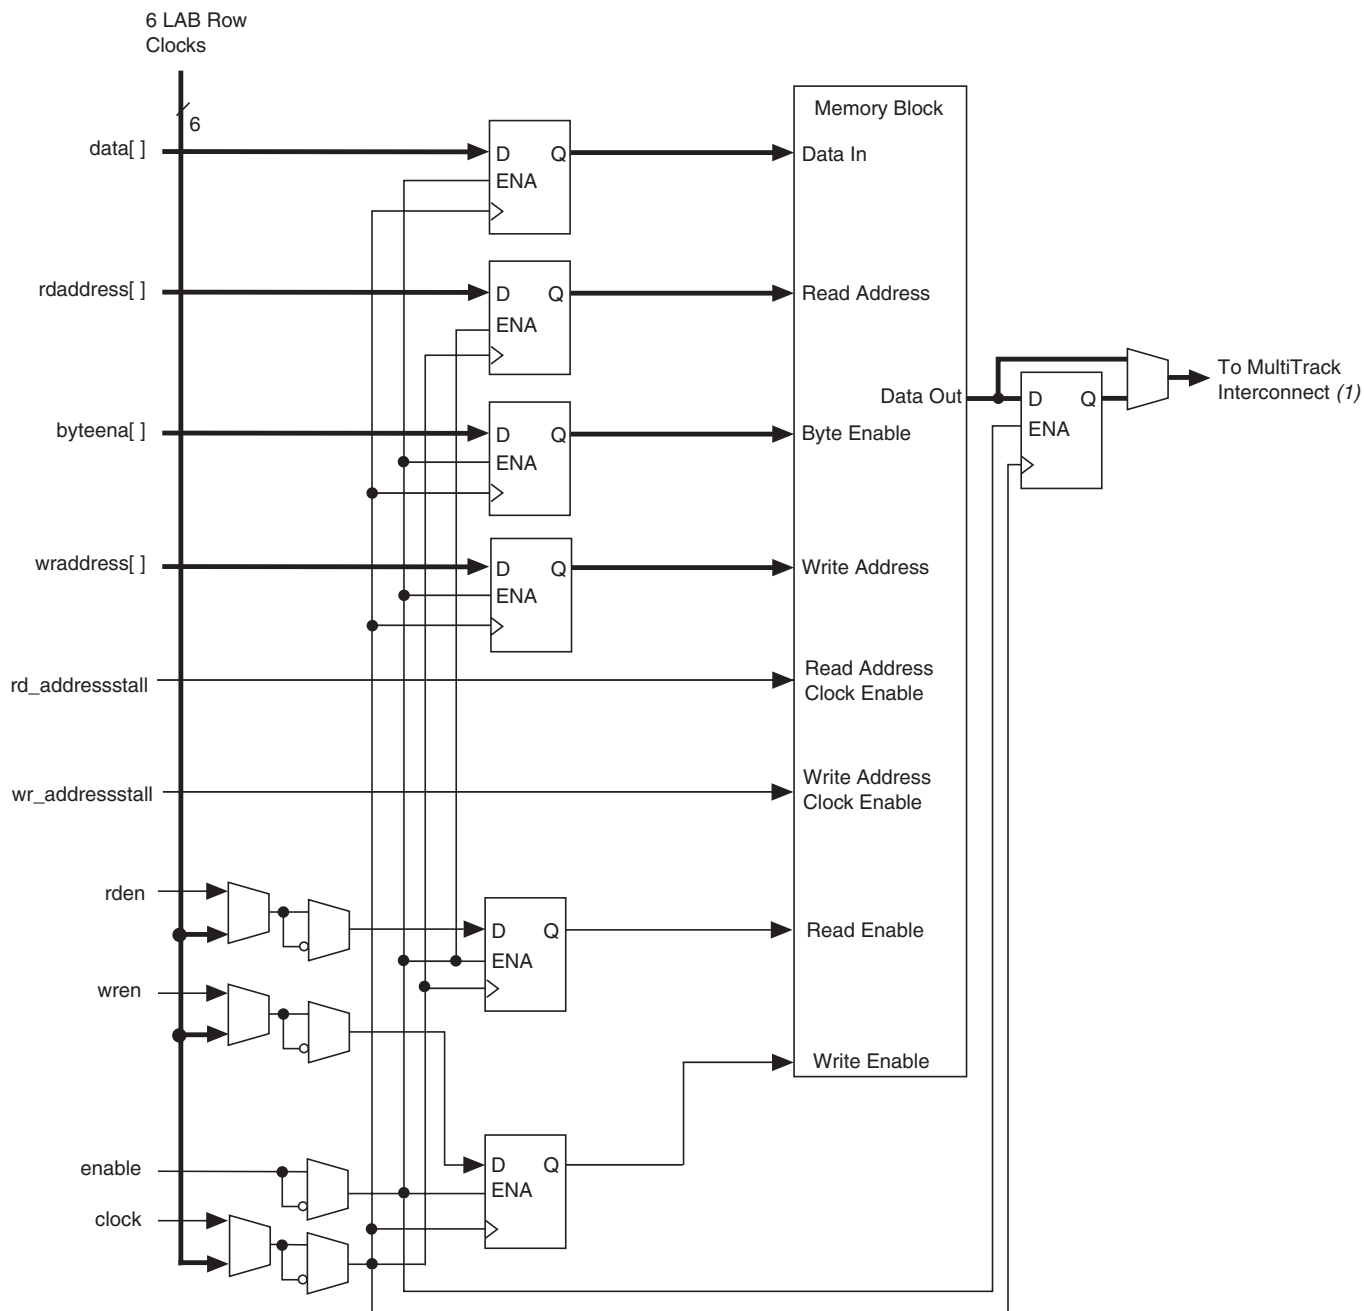 6 LAB Row
Clocks
6
Memory Block
data[ ]
D Q
ENA
Data In
rdaddress[ ]
D Q
ENA
Read Address
To MultiTrack
Interconnect (1)
Data Out
D Q
ENA
byteena[ ]
D Q
ENA
Byte Enable
wraddress[ ]
D Q
ENA
Write Address
rd_addressstall
Read Address
Clock Enable
wr_addressstall
Write Address
Clock Enable
rden
D Q
ENA
Read Enable
wren
Write Enable
enable
D Q
ENA
clock